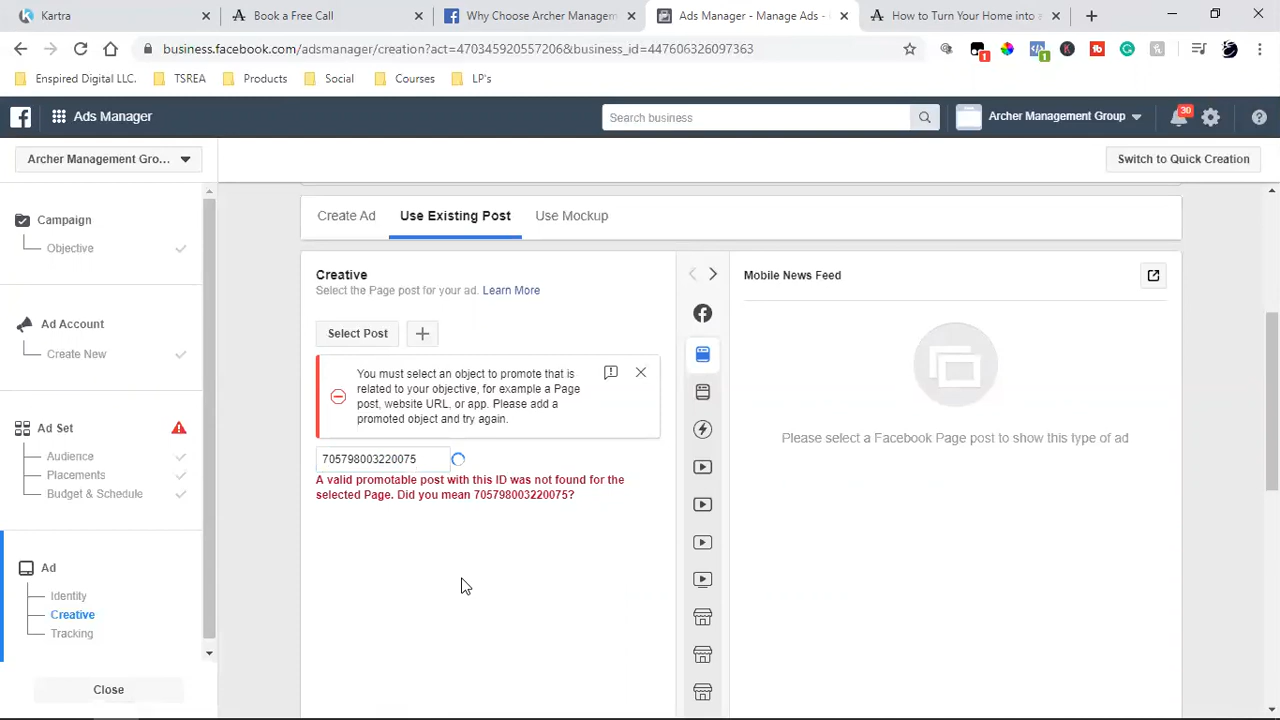 Kartra
Book a Free Call
Why Choose Archer Managem
Ads Manager - Manage Ads -
How to Turn Your Home into a
business.facebook.com/adsmanager/creation?act=470345920557206&business_id=447606326097363
1
1
Enspired Digital LLC.
TSREA
Products
Social
Courses
LP's
Ads Manager
Search business
Archer Management Group
30
Archer Management Gro...
Switch to Quick Creation
Campaign
Objective
Ad Account
Create New
Ad Set
Audience
Placements
Budget & Schedule
Ad
Identity
Creative
Tracking
Close
Create Ad
Use Existing Post
Use Mockup
Creative
Select the Page post for your ad. Learn More
Select Post
You must select an object to promote that is
related to your objective, for example a Page
post, website URL, or app. Please add a
promoted object and try again.
705798003220075
A valid promotable post with this ID was not found for the
selected Page. Did you mean 705798003220075?
Mobile News Feed
Please select a Facebook Page post to show this type of ad